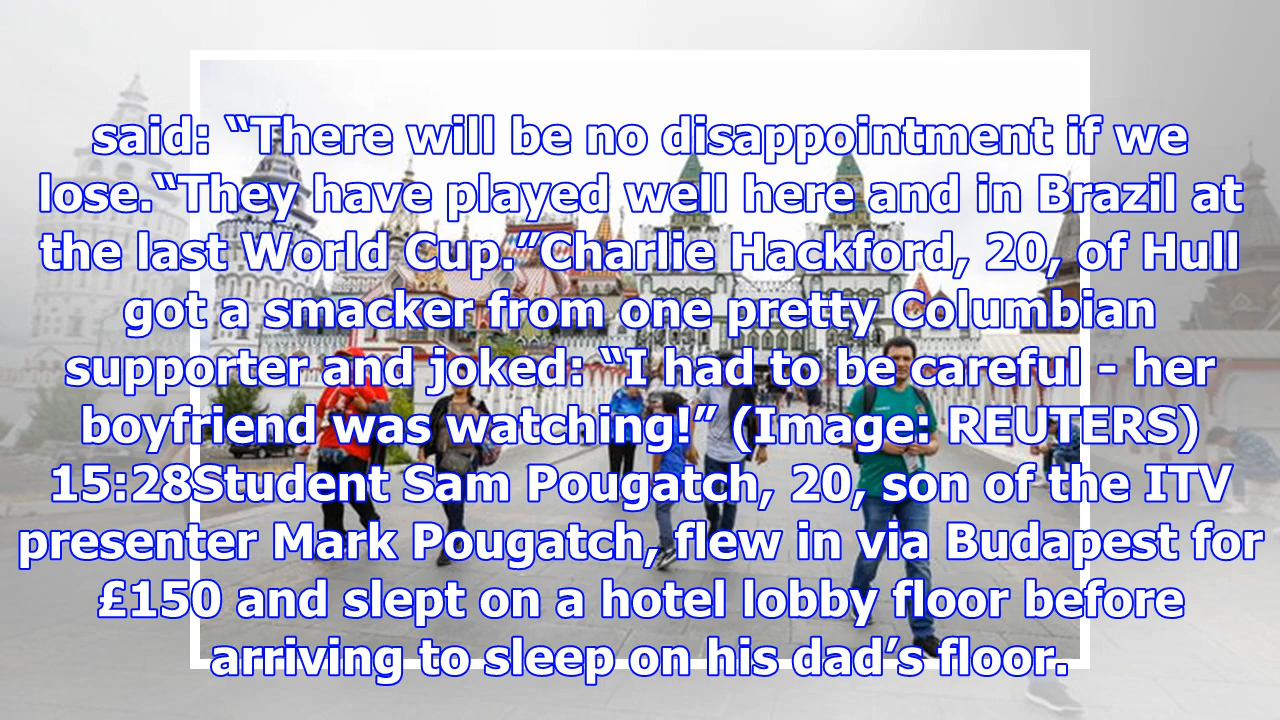 said: “There will be no disappointment if we
lose.“They have played well here and in Brazil at
the last World Cup.”Charlie Hackford, 20, of Hull
got a smacker from one pretty Columbian
supporter and joked: “I had to be careful - her
boyfriend was watching!” (Image: REUTERS)
15:28Student Sam Pougatch, 20, son of the ITV
presenter Mark Pougatch, flew in via Budapest for
£150 and slept on a hotel lobby floor before
arriving to sleep on his dad’s floor.